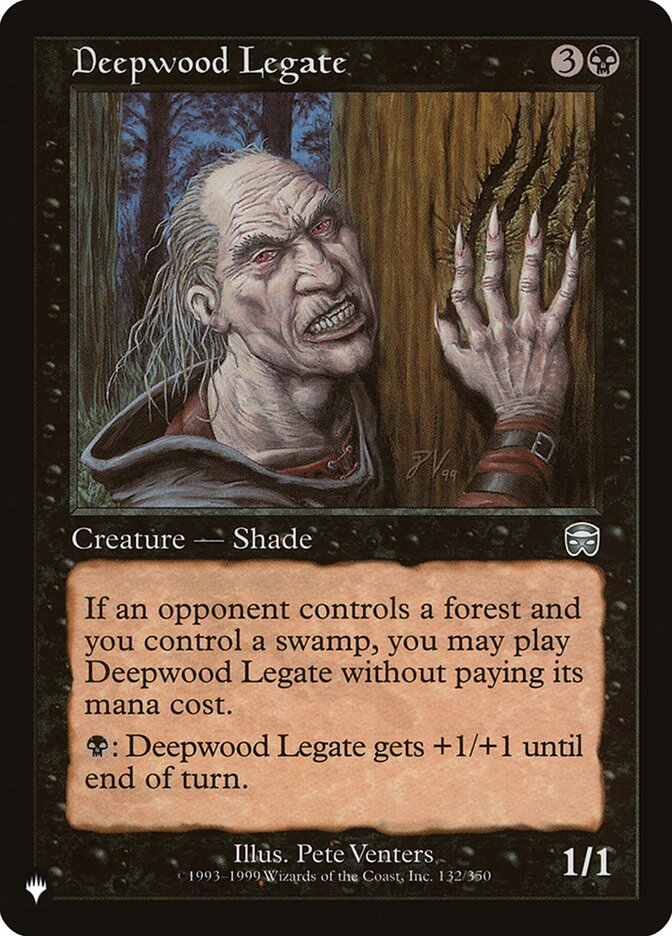 Deepwood Legate 3
JV99
Creature — Shade
If an opponent controls a forest and
you control a swamp, you may play
Deepwood Legate without paying its
mana cost.
: Deepwood Legate gets +1/+1 until
end of turn.
Illus. Pete Venters
©1993–1999 Wizards of the Coast, Inc. 132/350
1/1